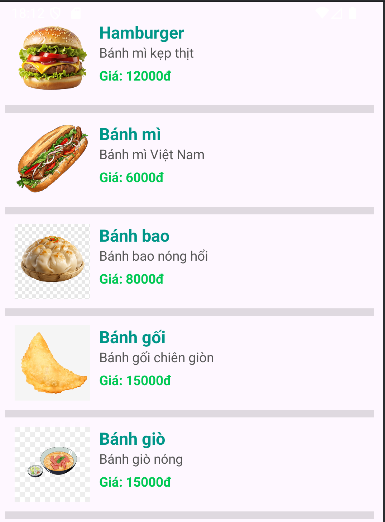 Hamburger
Bánh mì kẹp thịt
Giá: 12000đ
Bánh mì
Bánh mì Việt Nam
Giá: 6000đ
Bánh bao
Bánh bao nóng hổi
Giá: 8000đ
Bánh gối
Bánh gối chiên giòn
Giá: 15000đ
Bánh giò
Bánh giò nóng
Giá: 15000đ